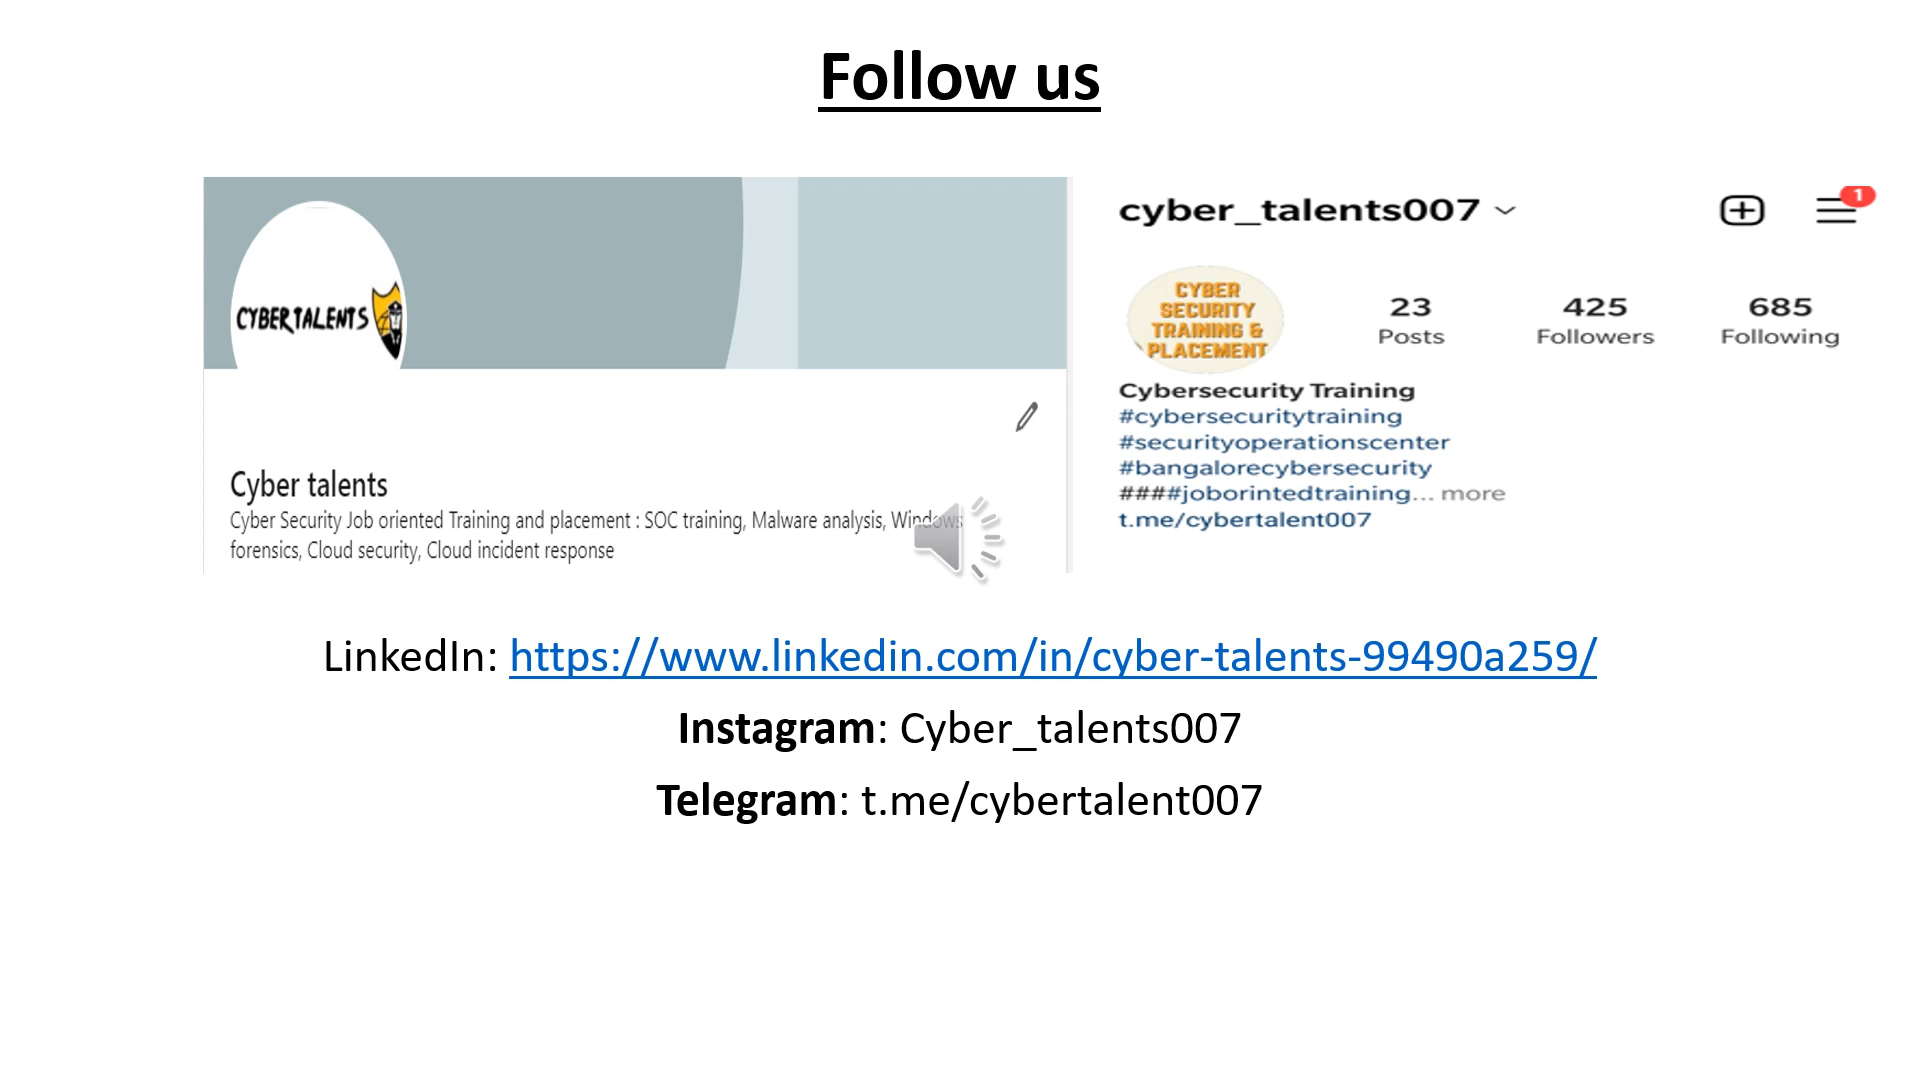 Follow us
CYBERTALENTS
Cyber talents
Cyber Security Job oriented Training and placement : SOC training, Malware analysis, Windows
forensics, Cloud security, Cloud incident response
cyber_talents007
1
CYBER
SECURITY
TRAINING &
PLACEMENT
23
Posts
425
Followers
685
Following
Cybersecurity Training
#cybersecuritytraining
#securityoperationscenter
#bangalorecybersecurity
####joborintedtraining... more
t.me/cybertalent007
LinkedIn: https://www.linkedin.com/in/cyber-talents-99490a259/
Instagram: Cyber_talents007
Telegram: t.me/cybertalent007